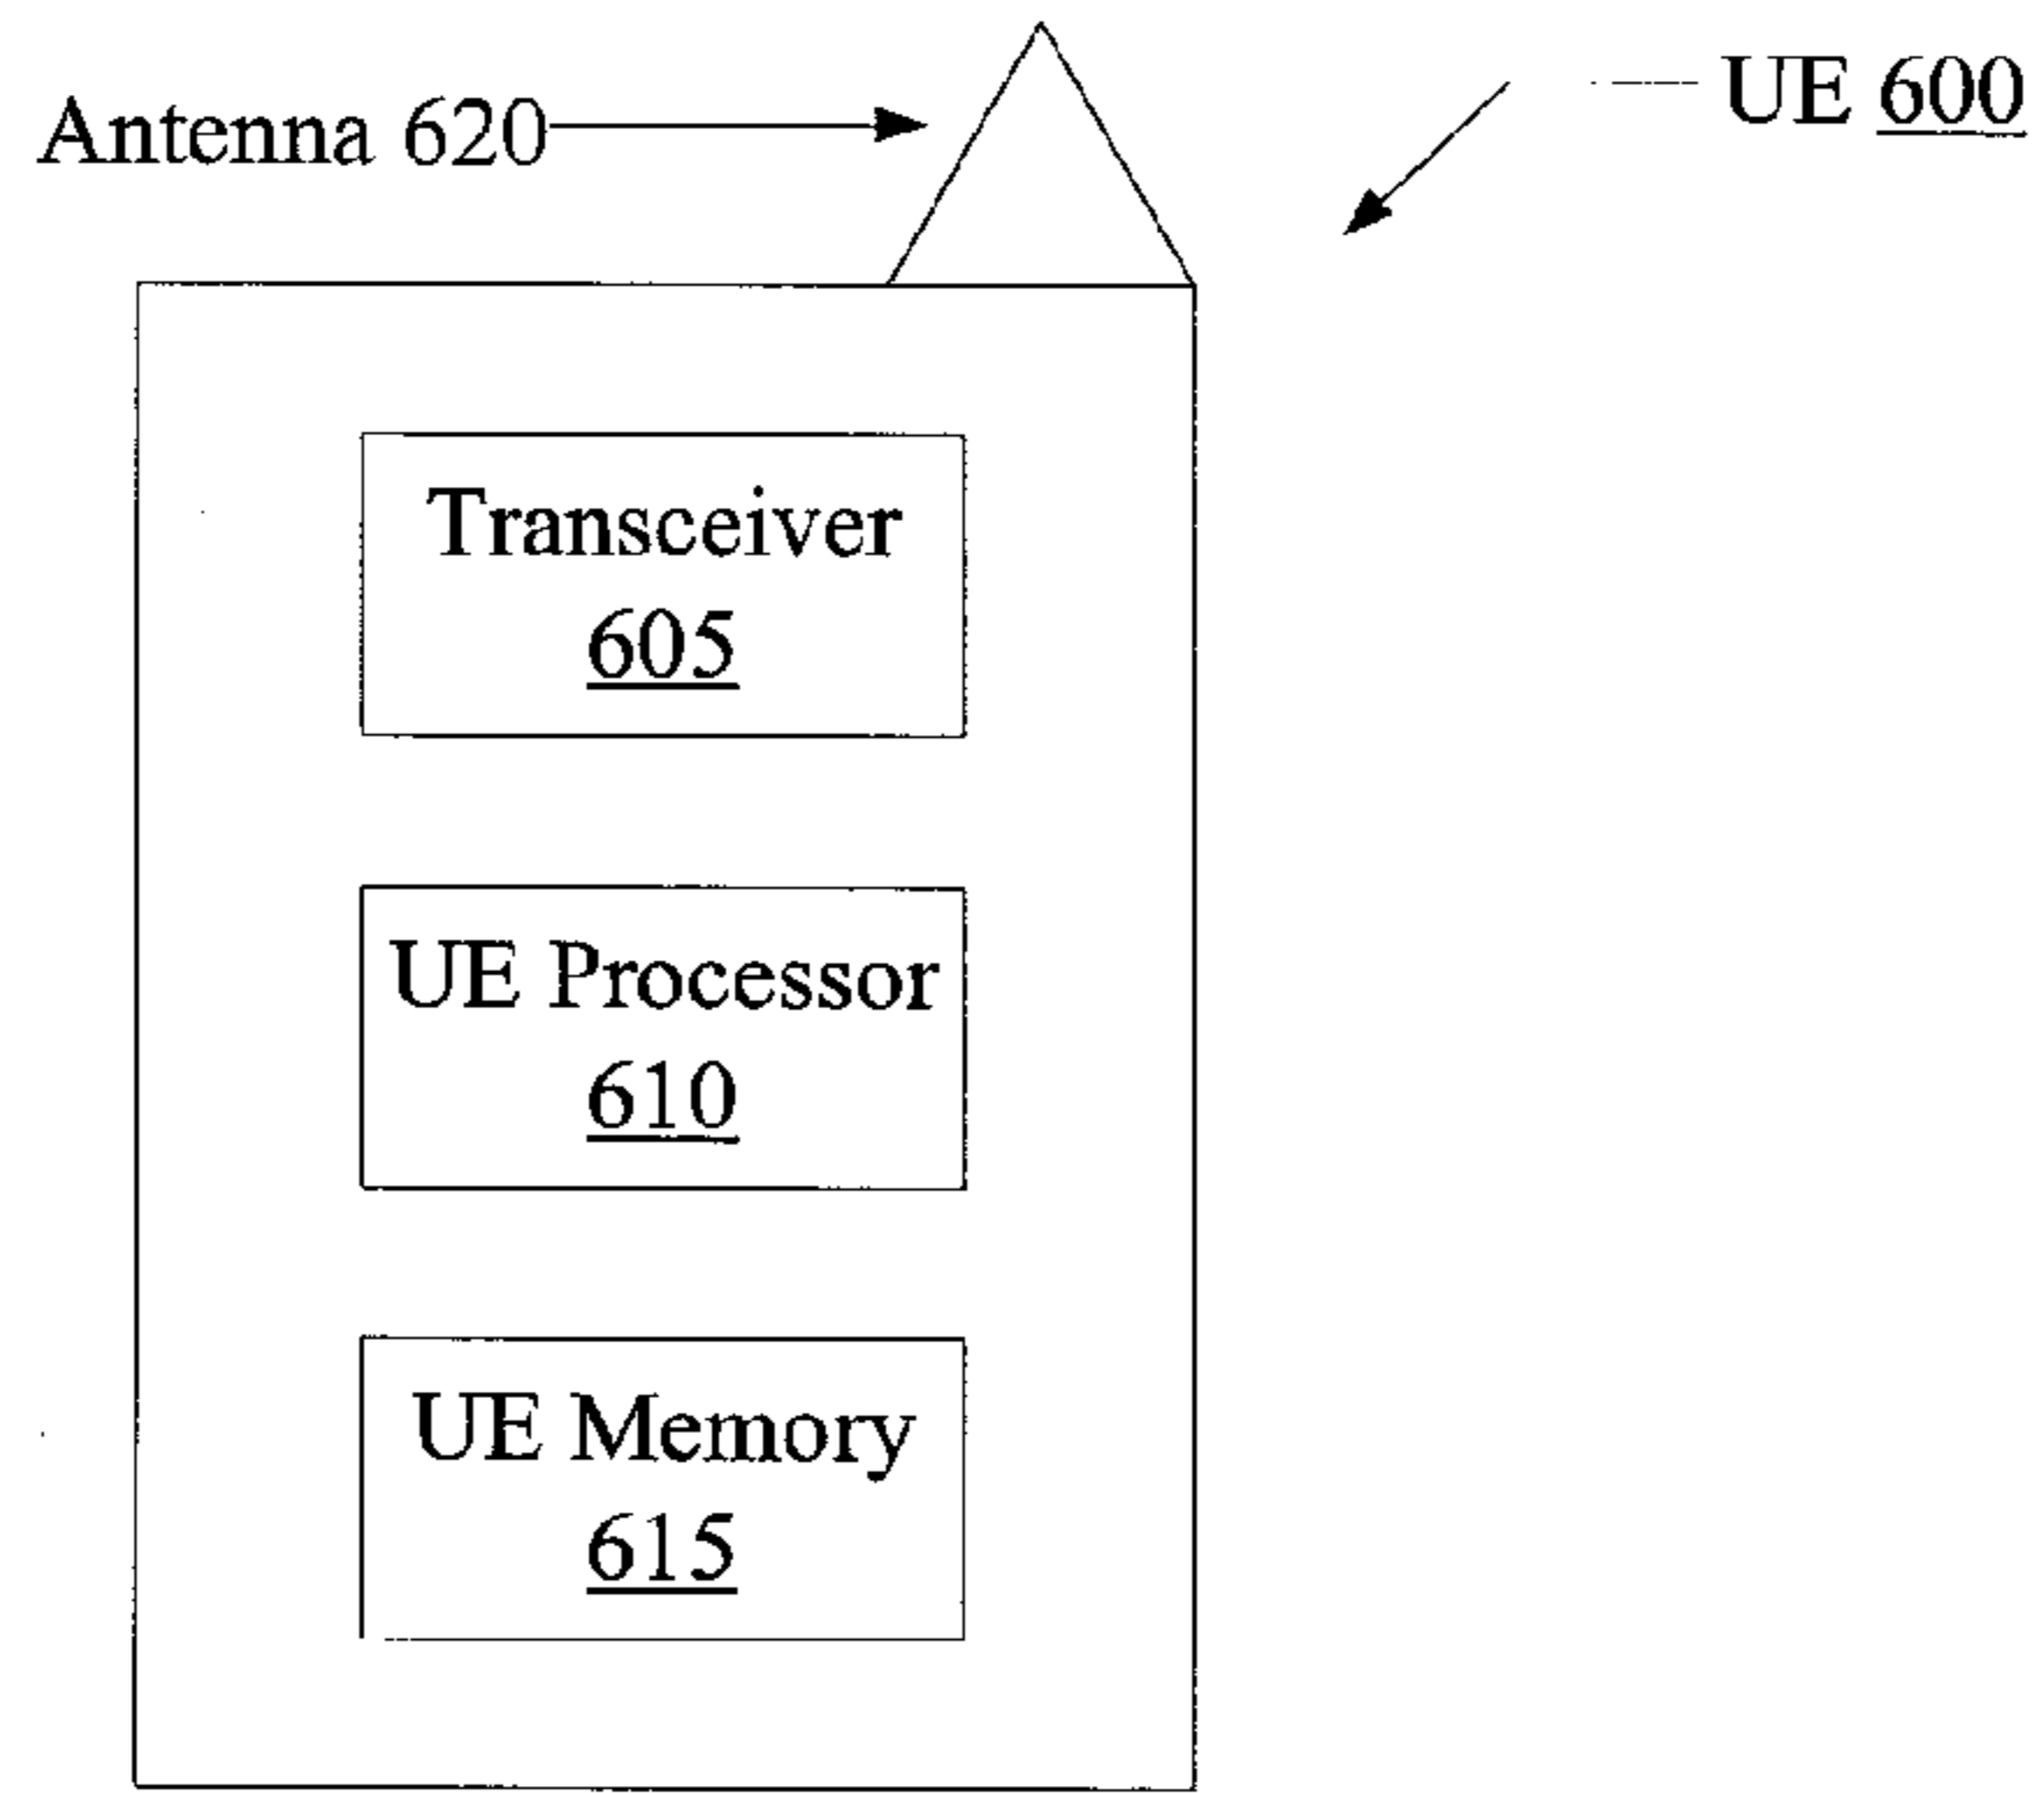 Antenna 620
UE 600
Transceiver
605
UE Processor
610
UE Memory
615